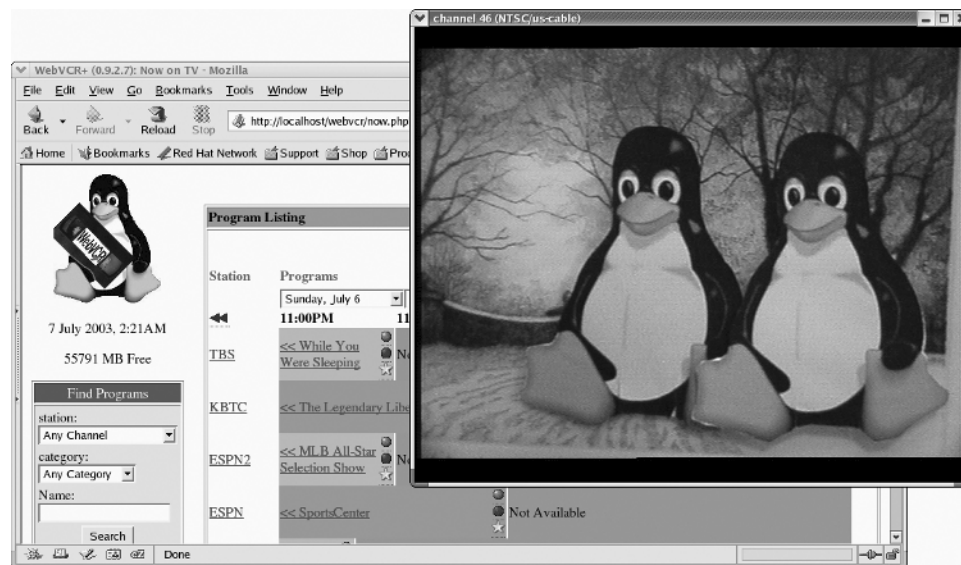 channel 46 (NTSC/us-cable)
WebVCR+ (0.9.2.7): Now on TV - Mozilla
File Edit View Go Bookmarks Tools Window Help
Back Forward Reload Stop http://localhost/webvcr/now.php
Home Bookmarks Red Hat Network Support Shop
WebVCR
Program Listing
Station Programs
Sunday, July 6
11:00PM 11
7 July 2003, 2:21AM
55791 MB Free
TBS << While You
Were Sleeping
Find Programs
station:
Any Channel
category:
Any Category
Name:
Search
KBTC << The Legendary
ESPN2 << MLB All-Star
Selection Show
ESPN << SportsCenter Not Available
Done